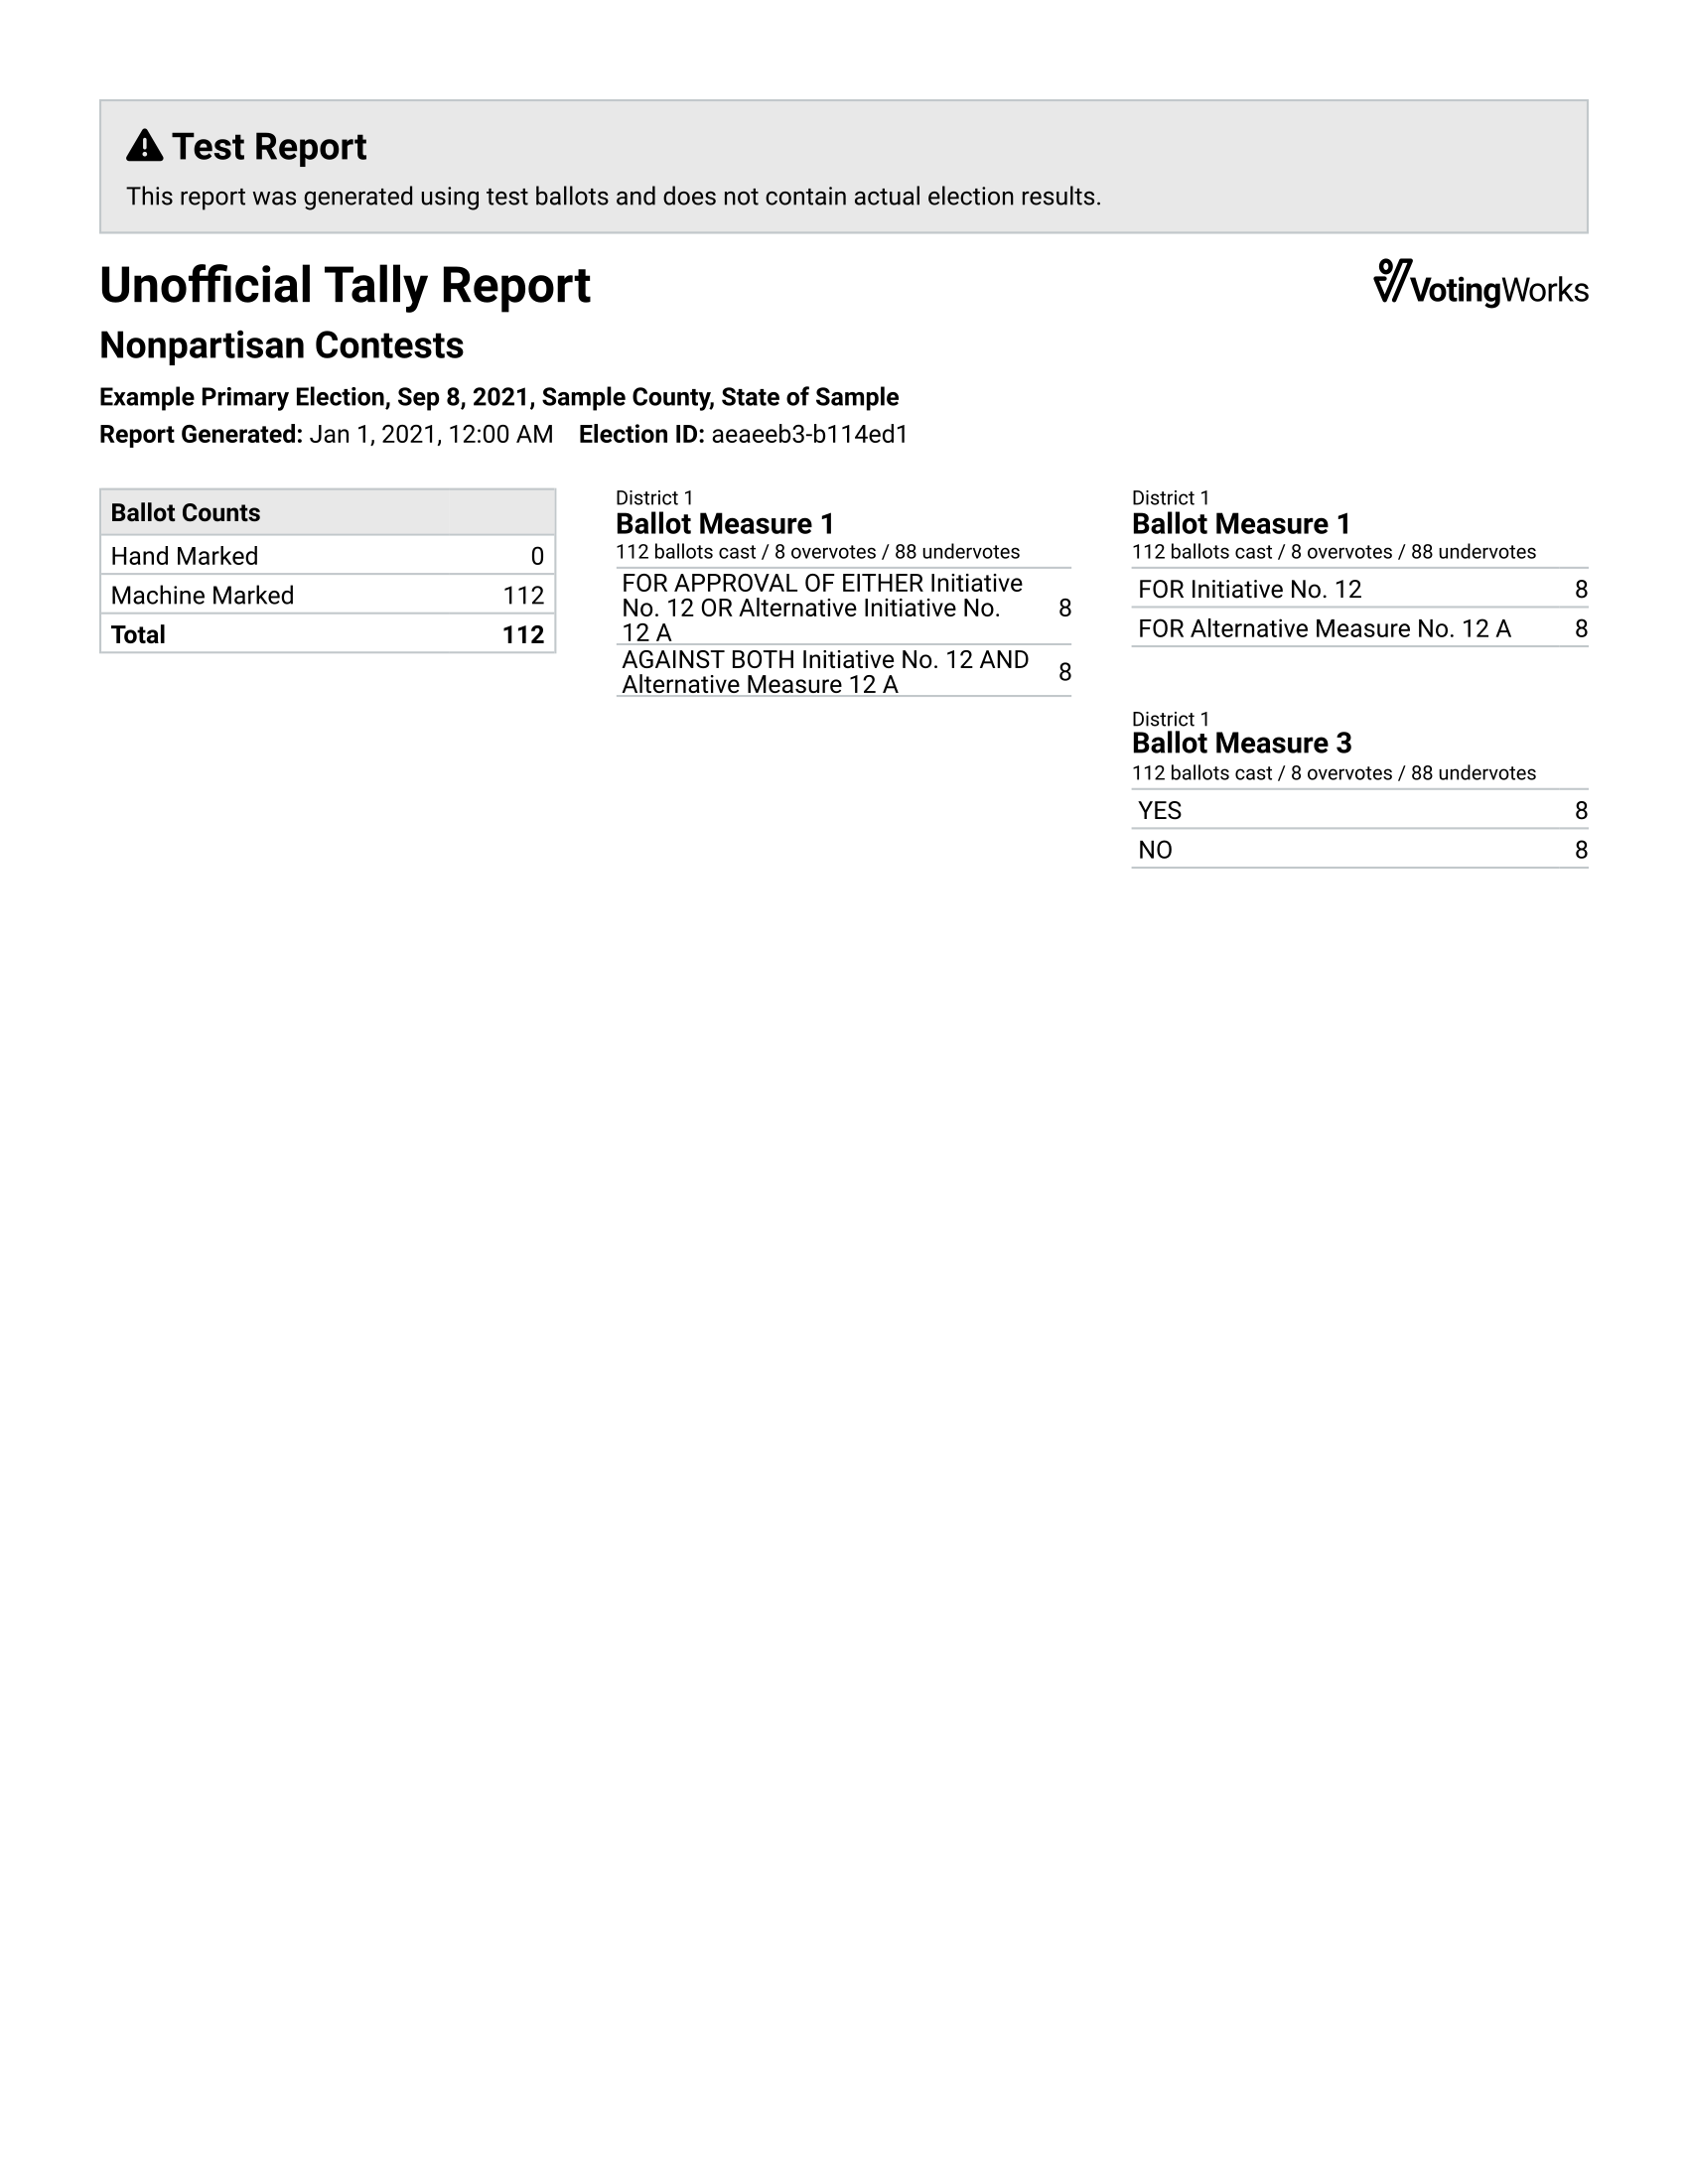 Test Report
This report was generated using test ballots and does not contain actual election results.
Unofficial Tally Report
VotingWorks
Nonpartisan Contests
Example Primary Election, Sep 8, 2021, Sample County, State of Sample
Report Generated: Jan 1, 2021, 12:00 AM Election ID: aeaeeb3-b114ed1
Ballot Counts
Hand Marked 0
Machine Marked 112
Total 112
District 1
Ballot Measure 1
112 ballots cast / 8 overvotes / 88 undervotes
FOR APPROVAL OF EITHER Initiative
No. 12 OR Alternative Initiative No. 8
12 A
AGAINST BOTH Initiative No. 12 AND 8
Alternative Measure 12 A
District 1
Ballot Measure 1
112 ballots cast / 8 overvotes / 88 undervotes
FOR Initiative No. 12 8
FOR Alternative Measure No. 12 A 8
District 1
Ballot Measure 3
112 ballots cast / 8 overvotes / 88 undervotes
YES 8
NO 8